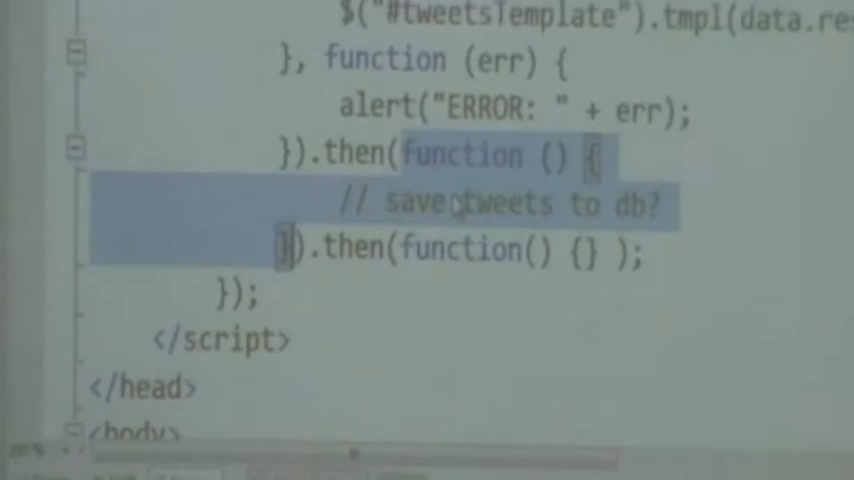 $("#tweetsTemplate").tmpl(data.re
}, function (err) {
alert("ERROR: " + err);
}).then(function () {
// save tweets to db?
}).then(function() {} );
});
</script>
</head>
<body>